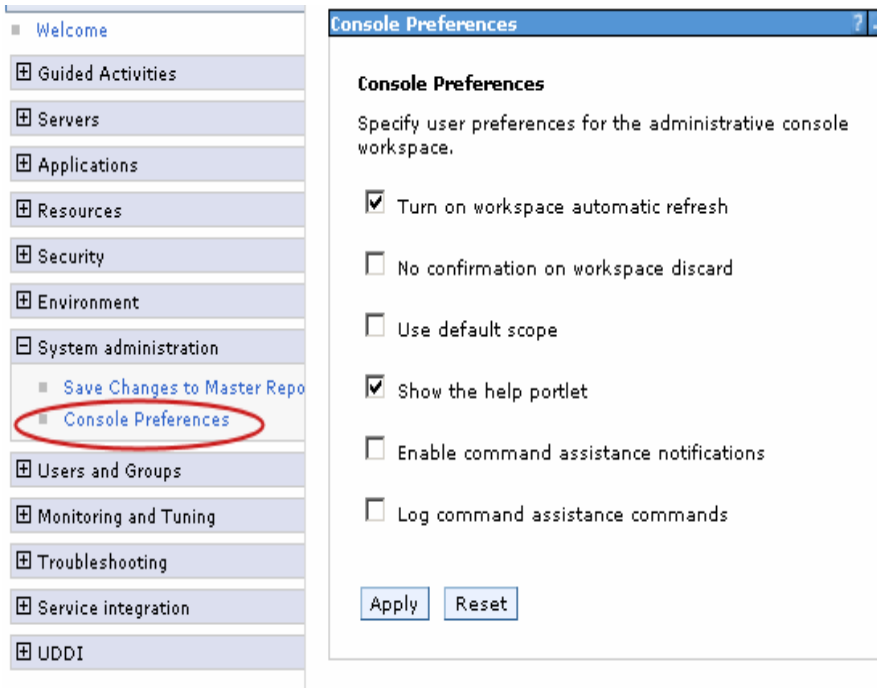 Welcome
Guided Activities
Servers
Applications
Resources
Security
Environment
System administration
Save Changes to Master Repo
Console Preferences
Users and Groups
Monitoring and Tuning
Troubleshooting
Service integration
UDDI
Console Preferences ?
Console Preferences
Specify user preferences for the administrative console
workspace.
Turn on workspace automatic refresh
No confirmation on workspace discard
Use default scope
Show the help portlet
Enable command assistance notifications
Log command assistance commands
Apply Reset